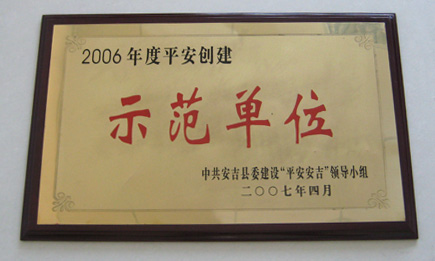 2006年度平安创建
示范单位
中共安吉县委建设“平安安吉”领导小组
二〇〇七年四月